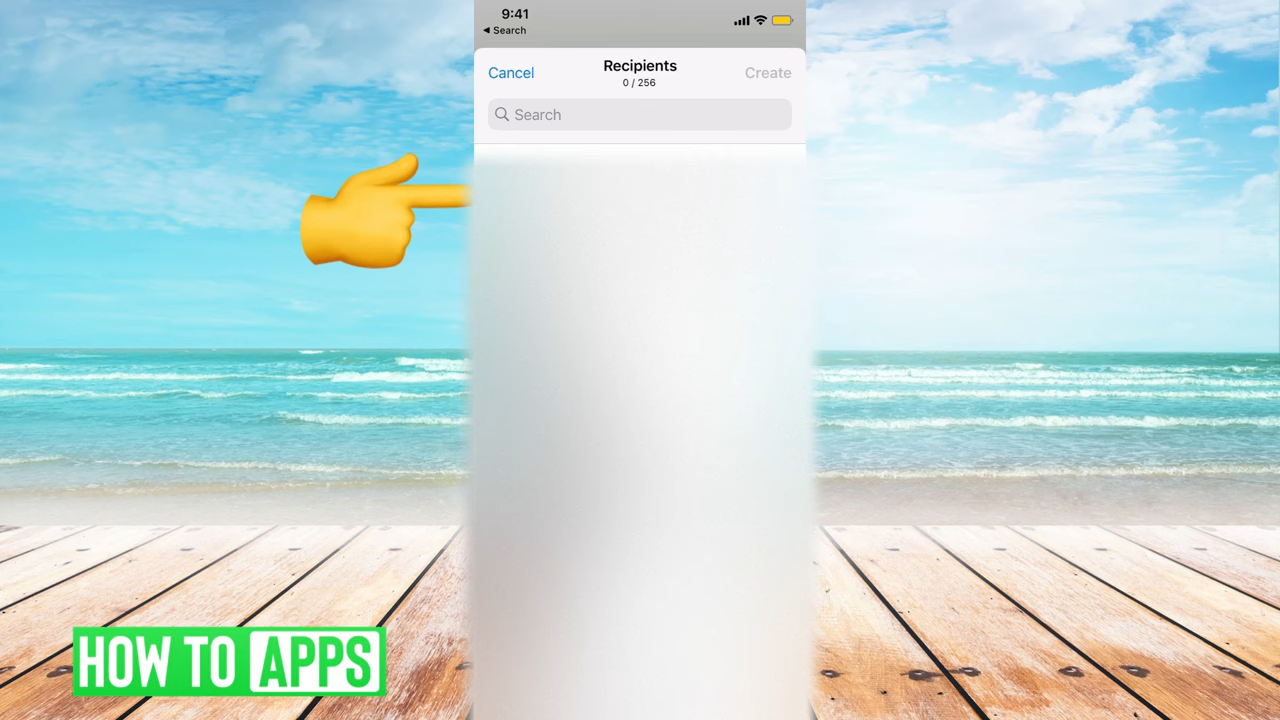 9:41
◀ Search
Recipients
Cancel
Create
0 / 256
Search
HOW TO APPS